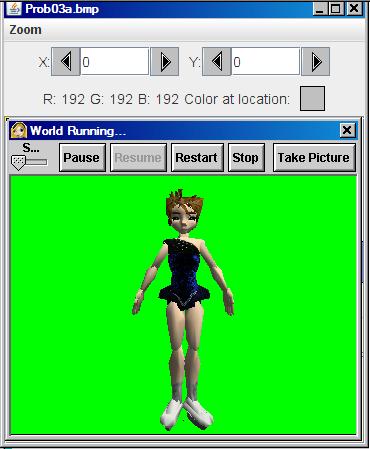 Prob03a.bmp
Zoom
X: 0 Y: 0
R: 192 G: 192 B: 192 Color at location:
World Running...
S...
Pause Resume Restart Stop Take Picture